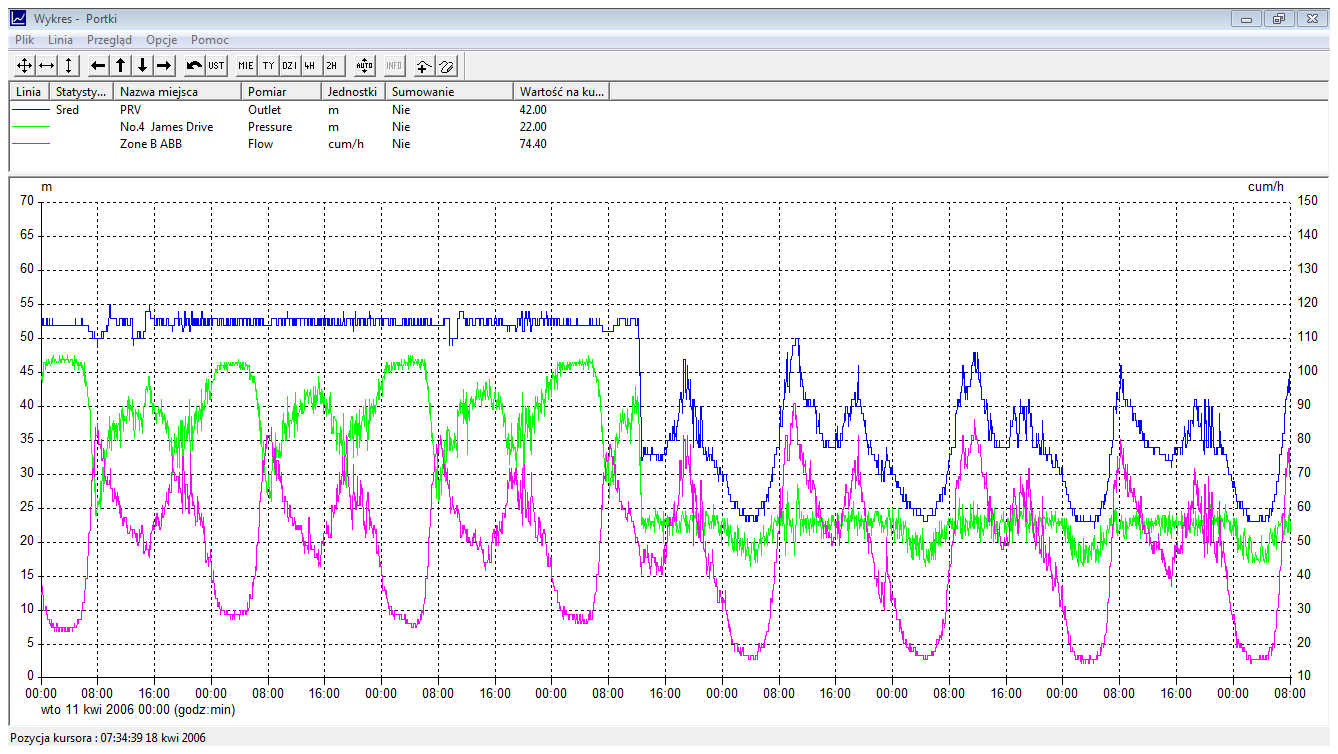 Wykres - Portki
Plik Linia Przegląd Opcje Pomoc
UST MIE TY DZI 4H 2H AUTO INFO
Linia Statysty... Nazwa miejsca Pomiar Jednostki Sumowanie Wartość na ku...
Sred PRV Outlet m Nie 42.00
No.4 James Drive Pressure m Nie 22.00
Zone B ABB Flow cum/h Nie 74.40
m cum/h
70 150
65 140
60 130
55 120
50 110
45 100
40 90
35 80
30 70
25 60
20 50
15 40
10 30
5 20
0 10
00:00 08:00 16:00 00:00 08:00 16:00 00:00 08:00 16:00 00:00 08:00 16:00 00:00 08:00 16:00 00:00 08:00 16:00 00:00 08:00 16:00 00:00 08:00
wto 11 kwi 2006 00:00 (godz:min)
Pozycja kursora : 07:34:39 18 kwi 2006